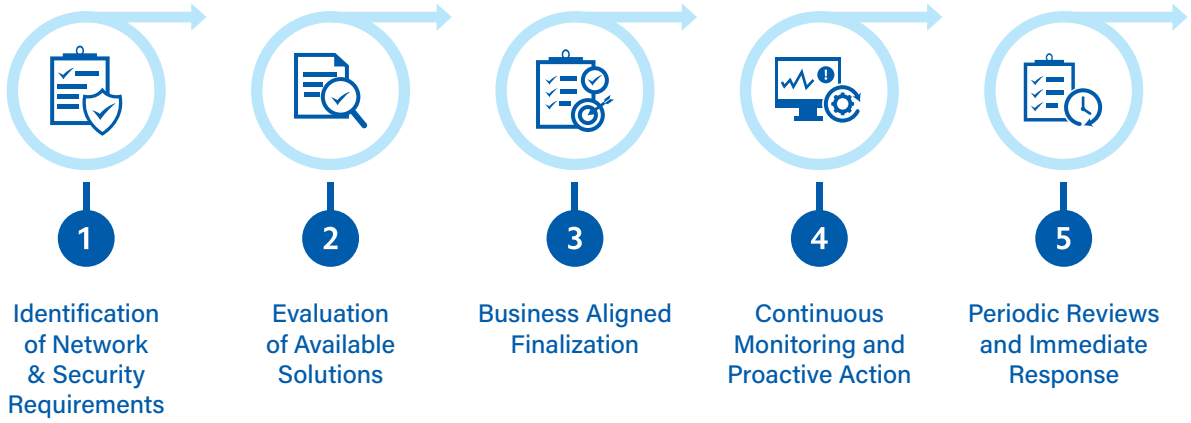 1
Identification
of Network
& Security
Requirements
2
Evaluation
of Available
Solutions
3
Business Aligned
Finalization
4
Continuous
Monitoring and
Proactive Action
5
Periodic Reviews
and Immediate
Response